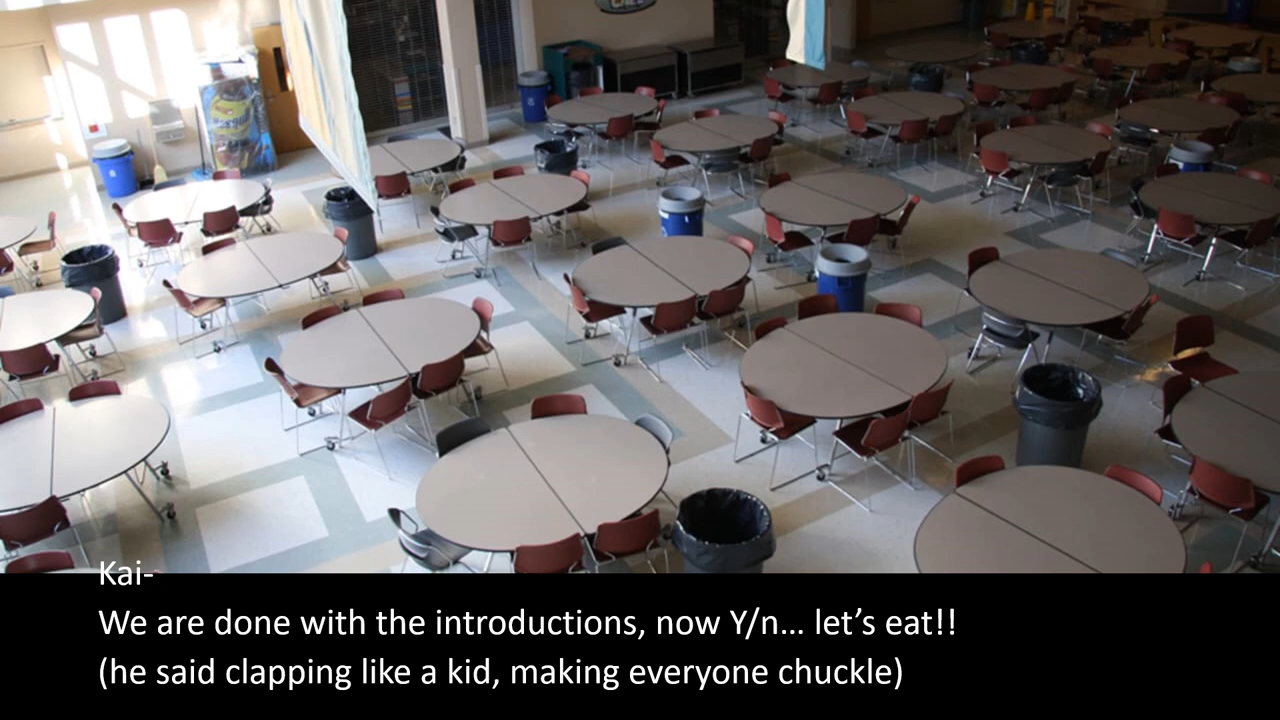 Kai-
We are done with the introductions, now Y/n… let’s eat!!
(he said clapping like a kid, making everyone chuckle)